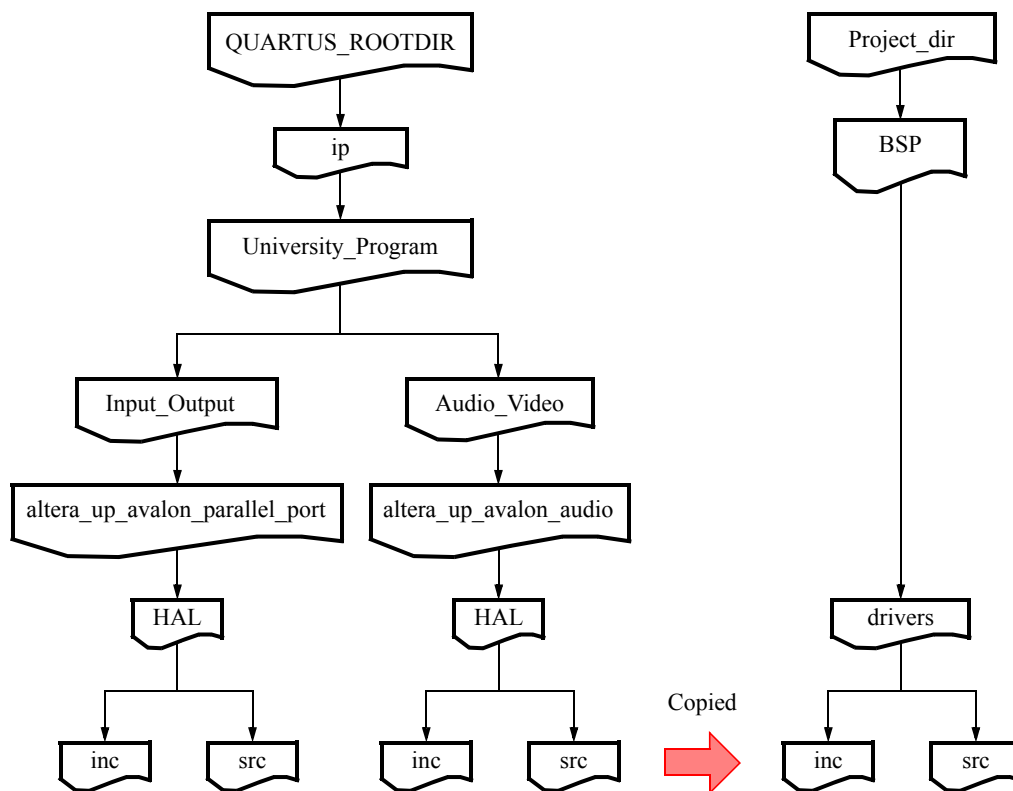 QUARTUS_ROOTDIR
Project_dir
ip
BSP
University_Program
Input_Output
Audio_Video
altera_up_avalon_parallel_port
altera_up_avalon_audio
HAL
HAL
drivers
Copied
inc
src
inc
src
inc
src